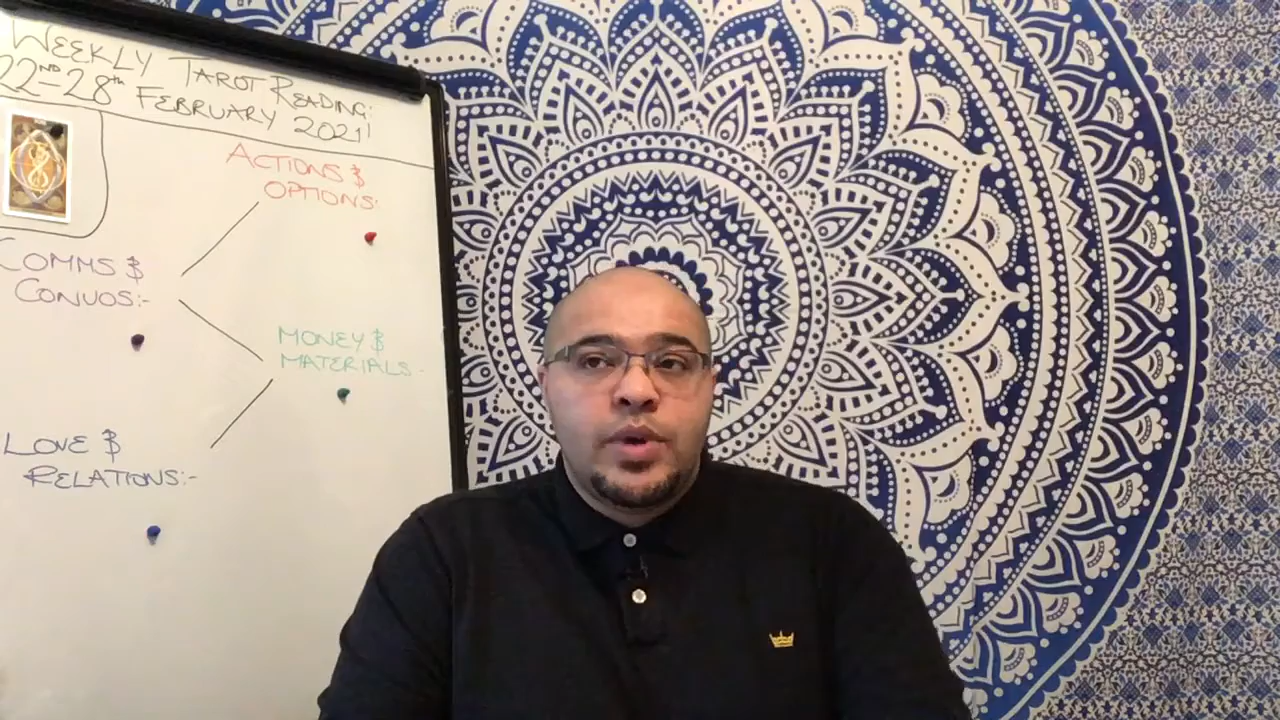 WEEKLY TAROT READING:
22ND-28th FEBRUARY 2021!
ACTIONS &
OPTIONS:-
COMMS &
CONVOS:-
MONEY &
MATERIALS:-
LOVE &
RELATIONS:-